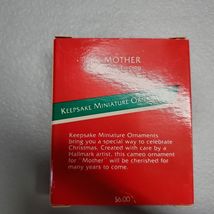 MOTHER
KEEPSAKE MINIATURE
Keepsake Miniature Ornaments
bring you a special way to celebrate
Christmas. Created with care by a
Hallmark artist, this cameo ornament
for "Mother" will be cherished for
many years to come.
$6.00